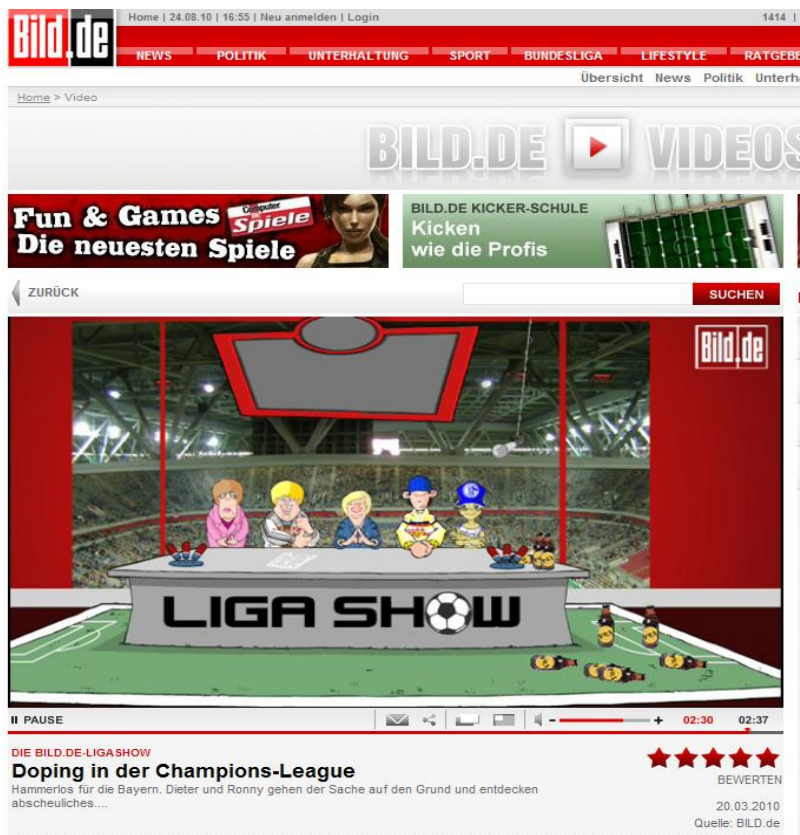 Bild.de
Home | 24.08.10 | 16:55 | Neu anmelden | Login
1414 |
NEWS POLITIK UNTERHALTUNG SPORT BUNDESLIGA LIFESTYLE RATGEBE
Übersicht News Politik Unterh
Home > Video
BILD.DE VIDEOS
Fun & Games
Computer Spiele
Die neuesten Spiele
BILD.DE KICKER-SCHULE
Kicken
wie die Profis
ZURÜCK
SUCHEN
Bild.de
LIGA SHOW
PAUSE
- + 02:30 02:37
DIE BILD.DE-LIGASHOW
Doping in der Champions-League
Hammerlos für die Bayern. Dieter und Ronny gehen der Sache auf den Grund und entdecken
abscheuliches....
BEWERTEN
20.03.2010
Quelle: BILD.de